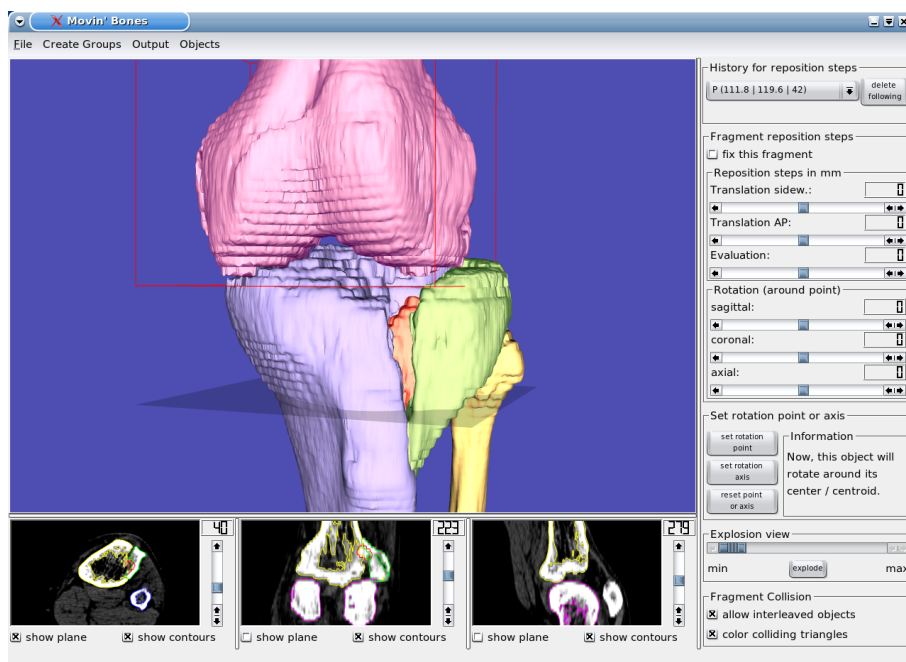 Movin' Bones
File Create Groups Output Objects
History for reposition steps
P (111.8 | 119.6 | 42)
delete
following
Fragment reposition steps
fix this fragment
Reposition steps in mm
Translation sidew.: 0
Translation AP: 0
Evaluation: 0
Rotation (around point)
sagittal: 0
coronal: 0
axial: 0
Set rotation point or axis
set rotation
point
set rotation
axis
reset point
or axis
Information
Now, this object will
rotate around its
center / centroid.
Explosion view
min explode max
Fragment Collision
allow interleaved objects
color colliding triangles
40
223
279
show plane show contours
show plane show contours
show plane show contours